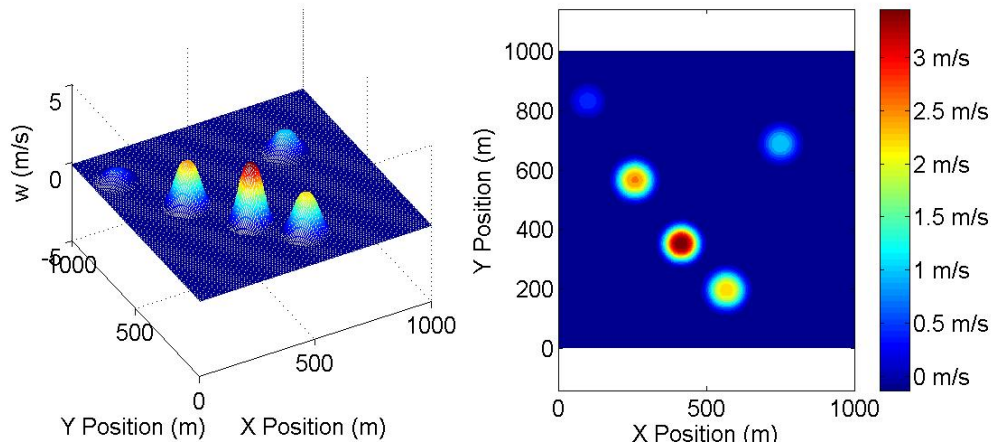 5
0
-5
w (m/s)
1000
500
0
500
1000
Y Position (m)
X Position (m)
1000
800
600
400
200
0
Y Position (m)
0
500
1000
X Position (m)
3 m/s
2.5 m/s
2 m/s
1.5 m/s
1 m/s
0.5 m/s
0 m/s